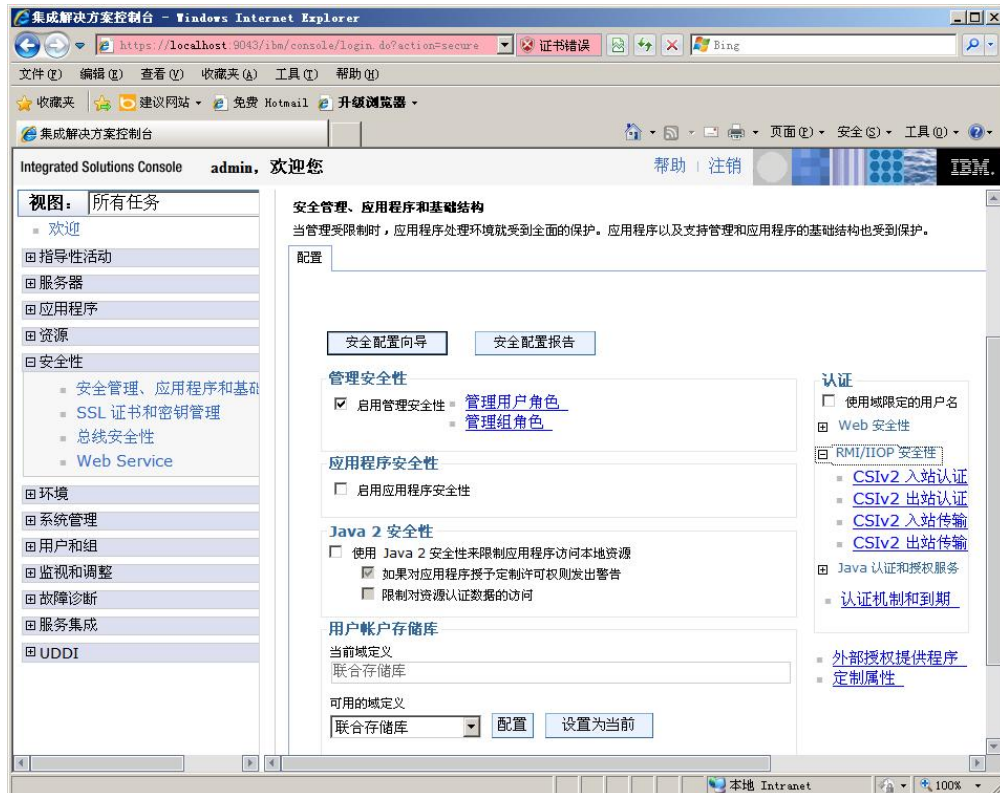 集成解决方案控制台 - Windows Internet Explorer
https://localhost:9043/ibm/console/login.do?action=secure 证书错误 Bing
文件(F) 编辑(E) 查看(V) 收藏夹(A) 工具(T) 帮助(H)
收藏夹 建议网站 免费 Hotmail 升级浏览器
集成解决方案控制台 页面(P) 安全(S) 工具(O)
Integrated Solutions Console admin, 欢迎您 帮助 | 注销 IBM.
视图: 所有任务
欢迎
指导性活动
服务器
应用程序
资源
安全性
安全管理、应用程序和基础
SSL 证书和密钥管理
总线安全性
Web Service
环境
系统管理
用户和组
监视和调整
故障诊断
服务集成
UDDI
安全管理、应用程序和基础结构
当管理受限制时,应用程序处理环境就受到全面的保护。应用程序以及支持管理和应用程序的基础结构也受到保护。
配置
安全配置向导 安全配置报告
管理安全性
启用管理安全性 管理用户角色
管理组角色
应用程序安全性
启用应用程序安全性
Java 2 安全性
使用 Java 2 安全性来限制应用程序访问本地资源
如果对应用程序授予定制许可权则发出警告
限制对资源认证数据的访问
用户帐户存储库
当前域定义
联合存储库
可用的域定义
联合存储库 配置 设置为当前
认证
使用域限定的用户名
Web 安全性
RMI/IIOP 安全性
CSIv2 入站认证
CSIv2 出站认证
CSIv2 入站传输
CSIv2 出站传输
Java 认证和授权服务
认证机制和到期
外部授权提供程序
定制属性
本地 Intranet 100%